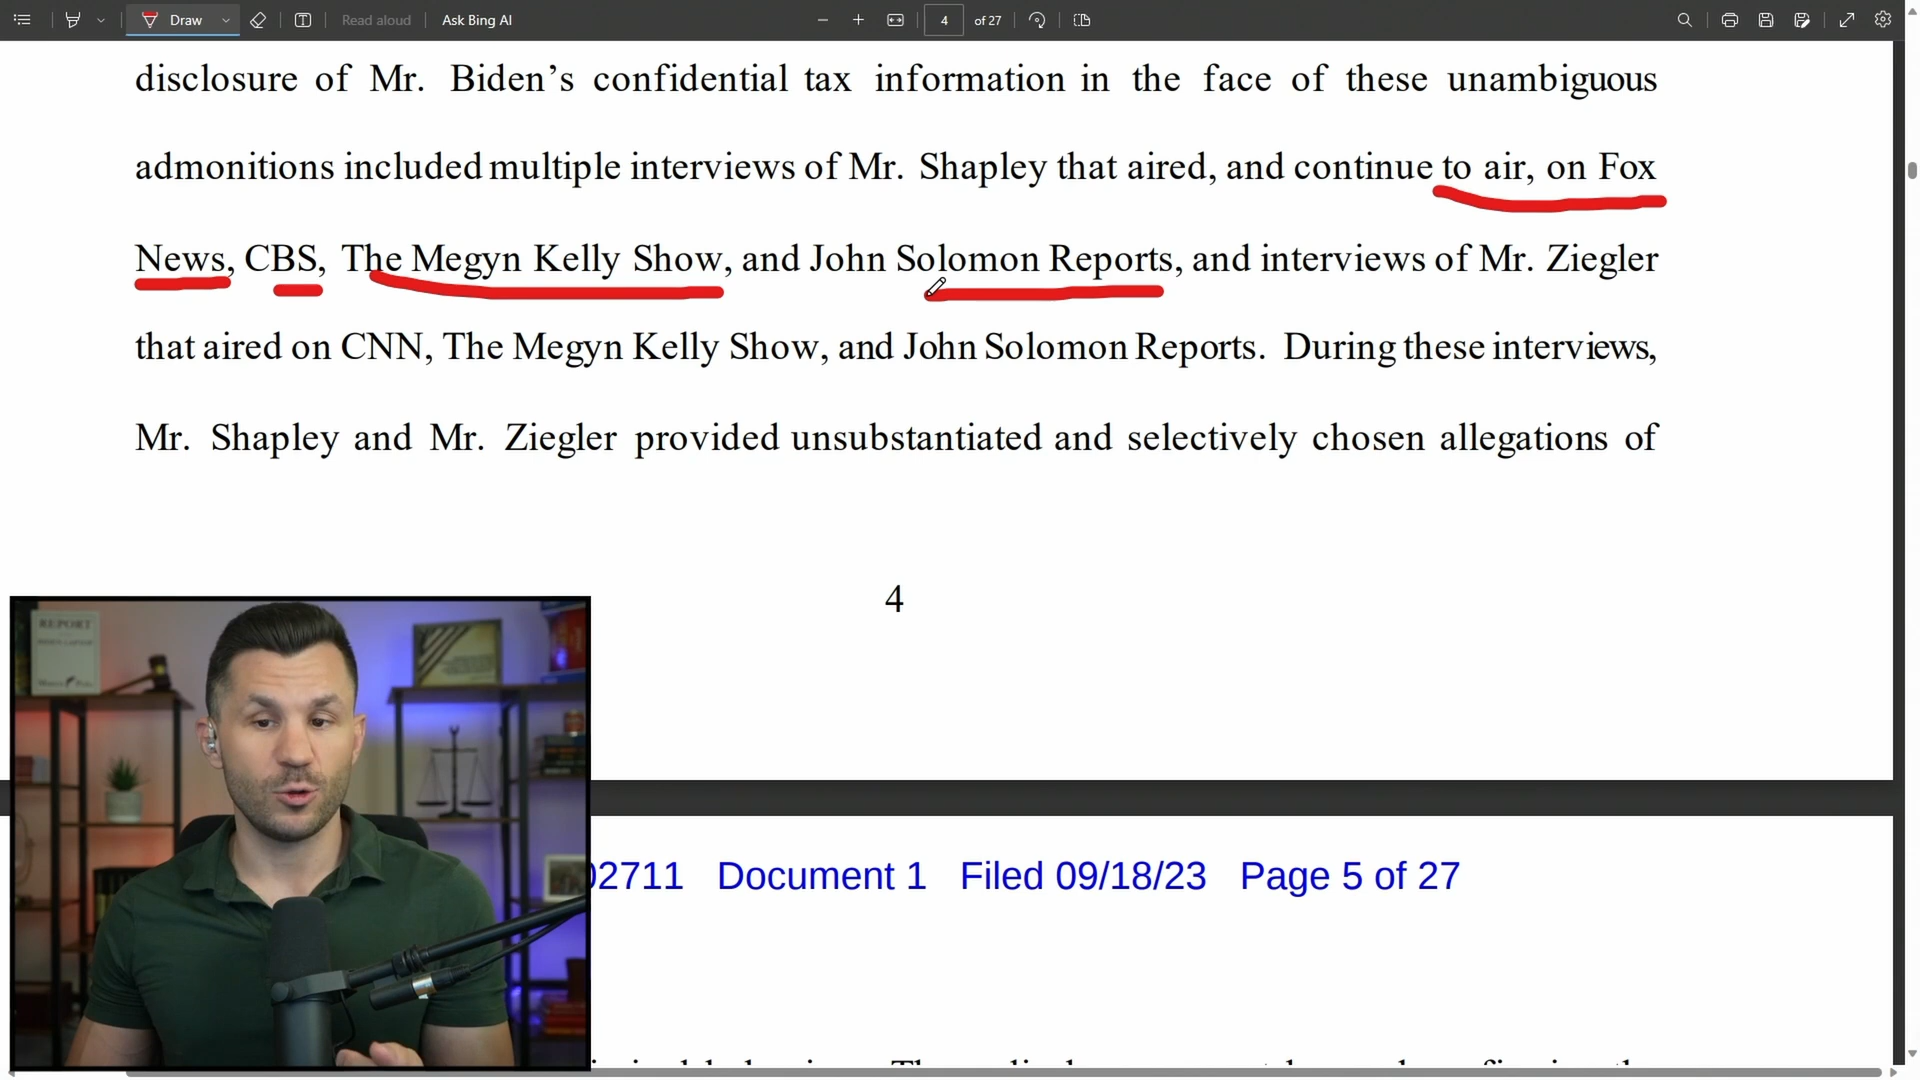 Draw Read aloud Ask Bing AI 4 of 27
disclosure of Mr. Biden’s confidential tax information in the face of these unambiguous
admonitions included multiple interviews of Mr. Shapley that aired, and continue to air, on Fox
News, CBS, The Megyn Kelly Show, and John Solomon Reports, and interviews of Mr. Ziegler
that aired on CNN, The Megyn Kelly Show, and John Solomon Reports. During these interviews,
Mr. Shapley and Mr. Ziegler provided unsubstantiated and selectively chosen allegations of
4
REPORT
02711 Document 1 Filed 09/18/23 Page 5 of 27